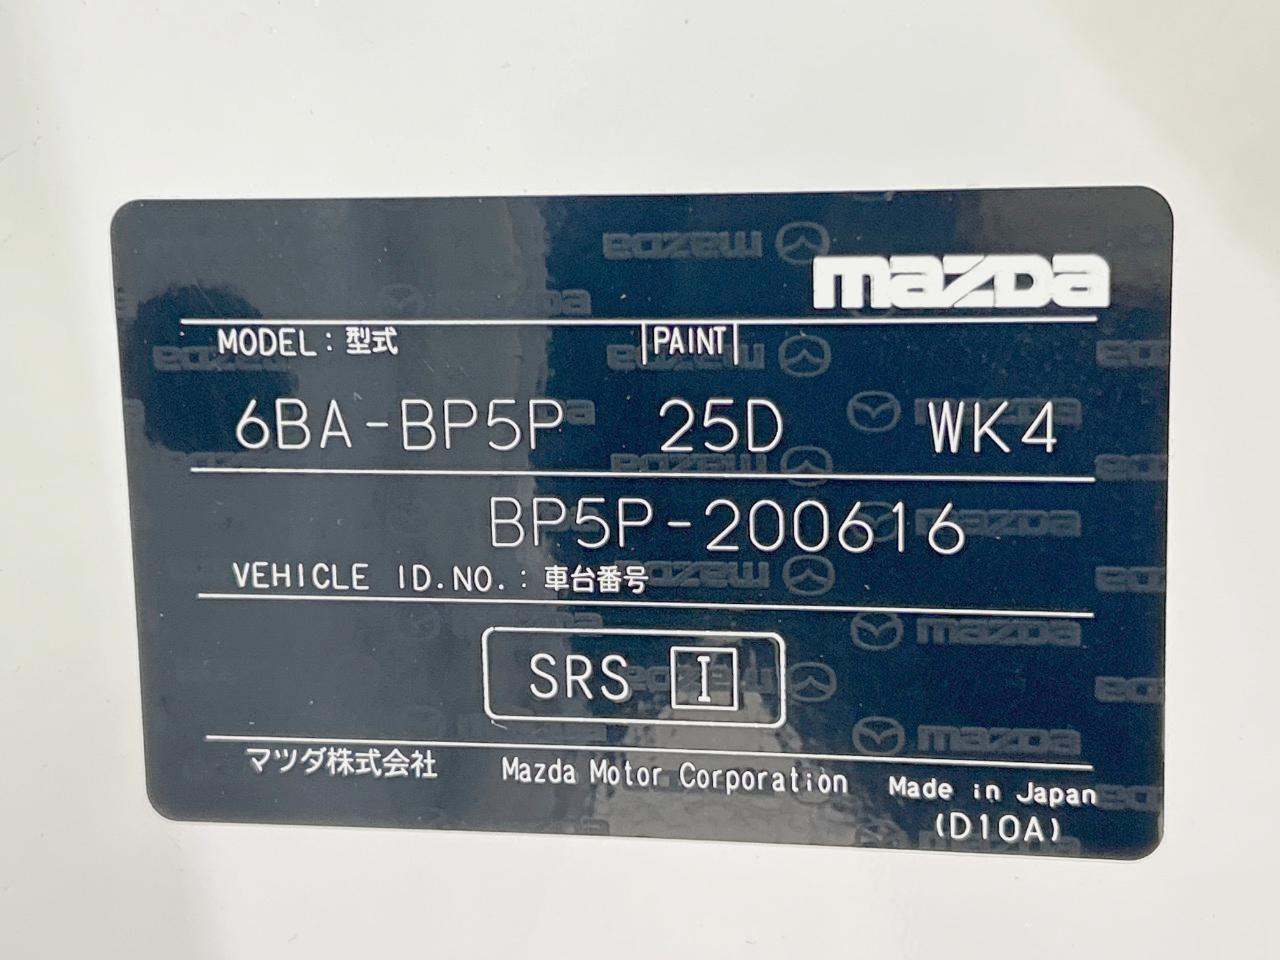 mazda
MODEL : 型式 PAINT
6BA-BP5P 25D WK4
BP5P-200616
VEHICLE ID.NO. : 車台番号
SRS I
マツダ株式会社 Mazda Motor Corporation Made in Japan
(D10A)